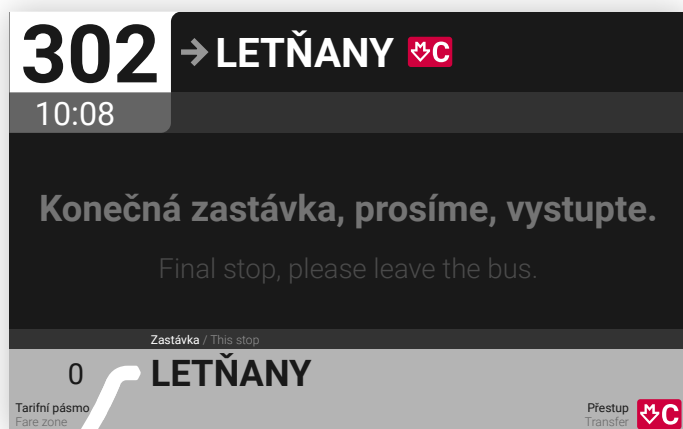 302 → LETŇANY C
10:08
Konečná zastávka, prosíme, vystupte.
Final stop, please leave the bus.
Zastávka / This stop
0 LETŇANY
Tarifní pásmo
Fare zone
Přestup
Transfer
C